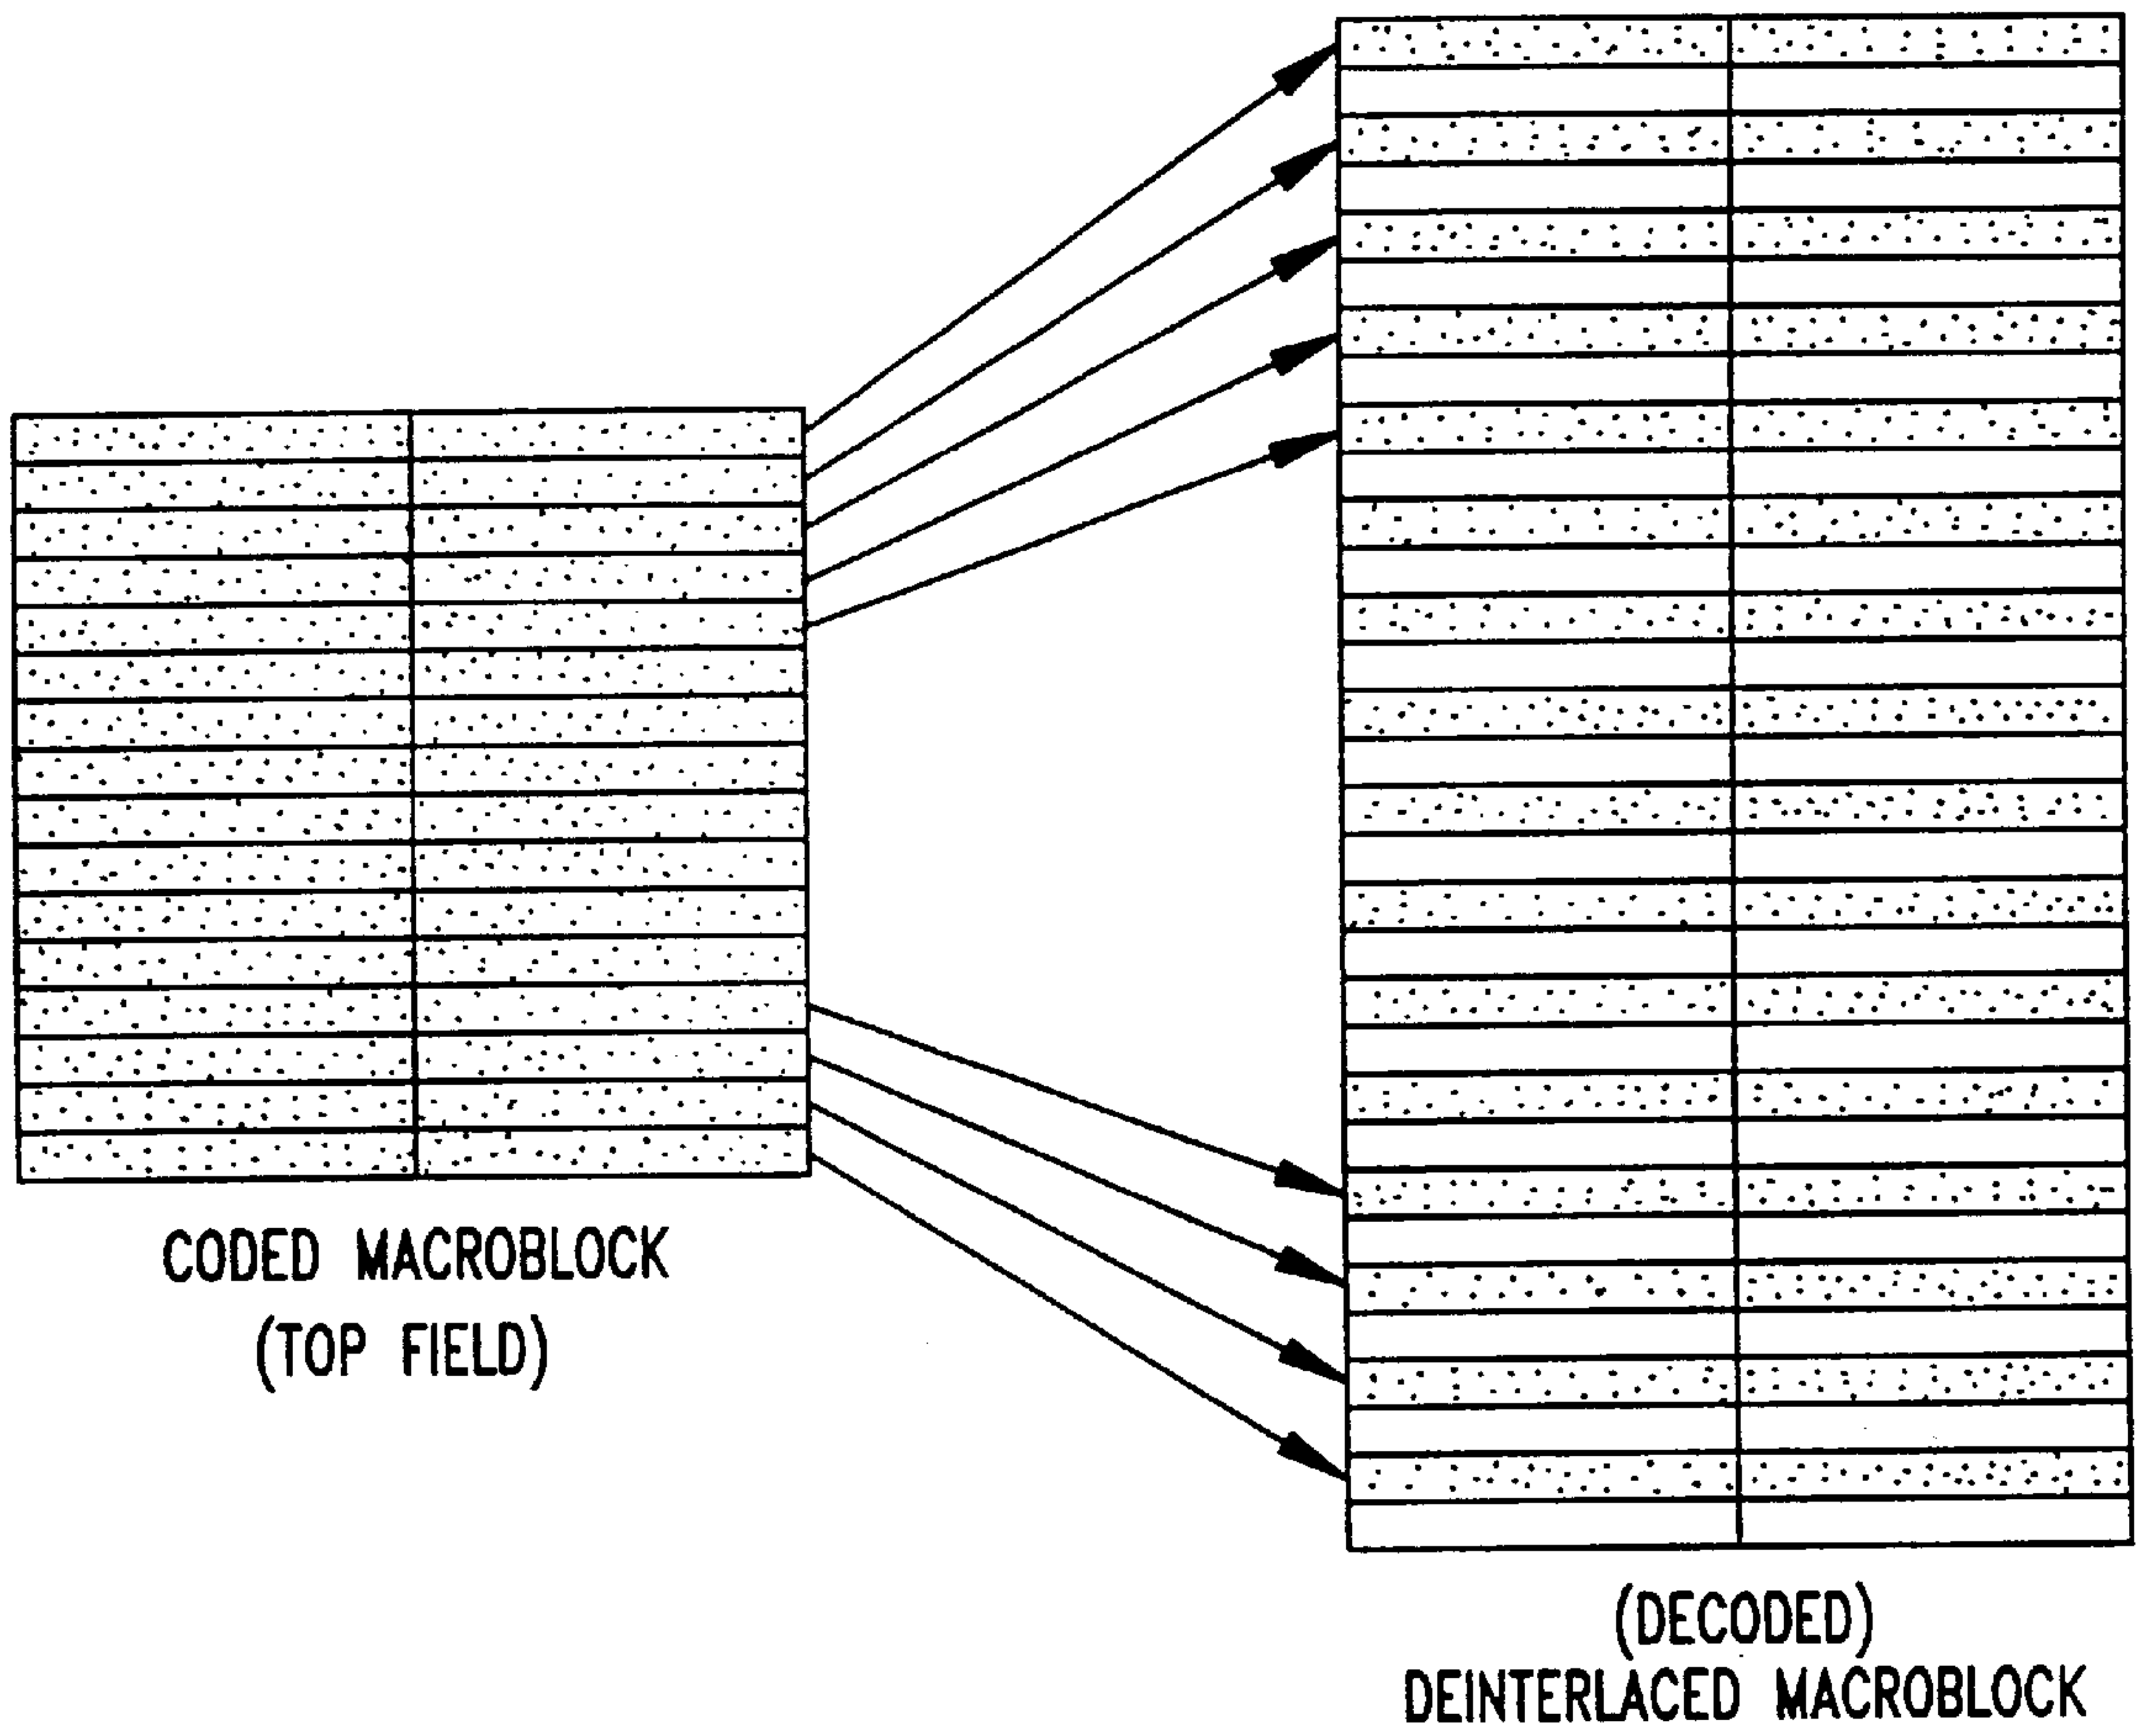 CODED MACROBLOCK
(TOP FIELD)
(DECODED)
DEINTERLACED MACROBLOCK